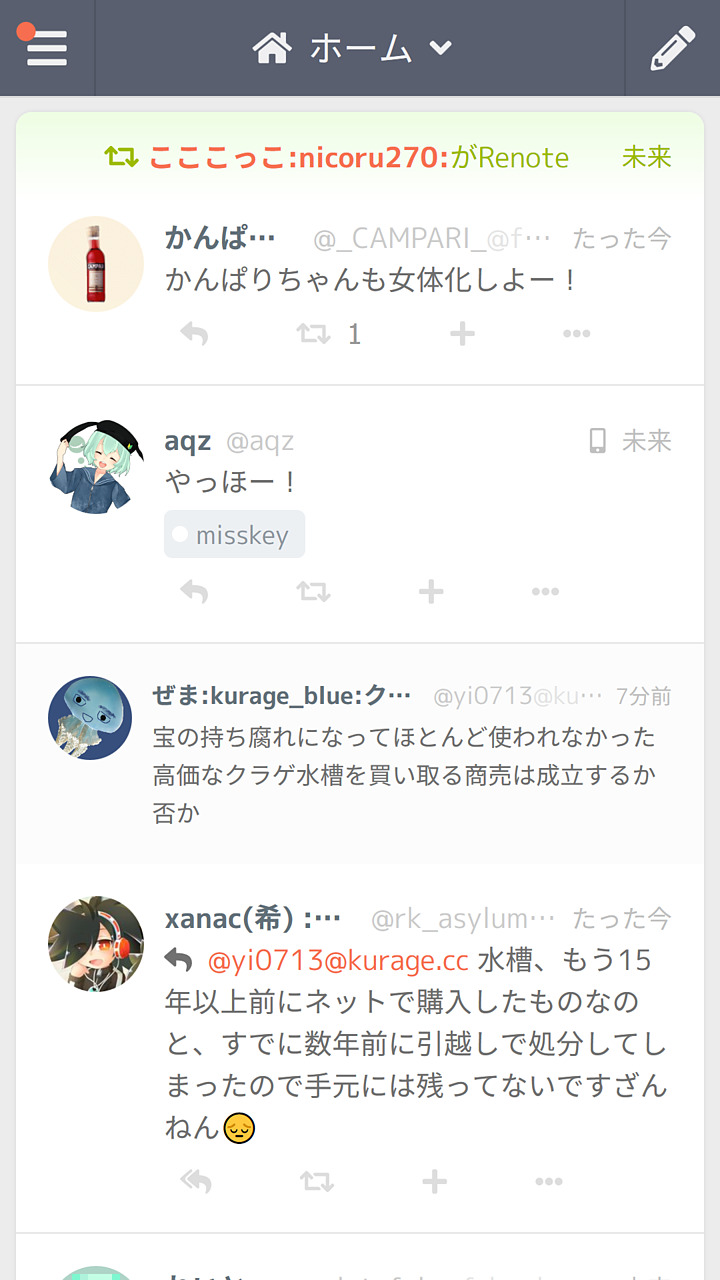 ホーム
こここっこ:nicoru270:がRenote 未来
かんぱ… @_CAMPARI_@f… たった今
かんぱりちゃんも女体化しよー！
1
aqz @aqz 未来
やっほー！
misskey
ぜま:kurage_blue:ク… @yi0713@ku… 7分前
宝の持ち腐れになってほとんど使われなかった
高価なクラゲ水槽を買い取る商売は成立するか
否か
xanac(希) :… @rk_asylum… たった今
@yi0713@kurage.cc 水槽、もう15
年以上前にネットで購入したものなの
と、すでに数年前に引越しで処分してし
まったので手元には残ってないですざん
ねん😔